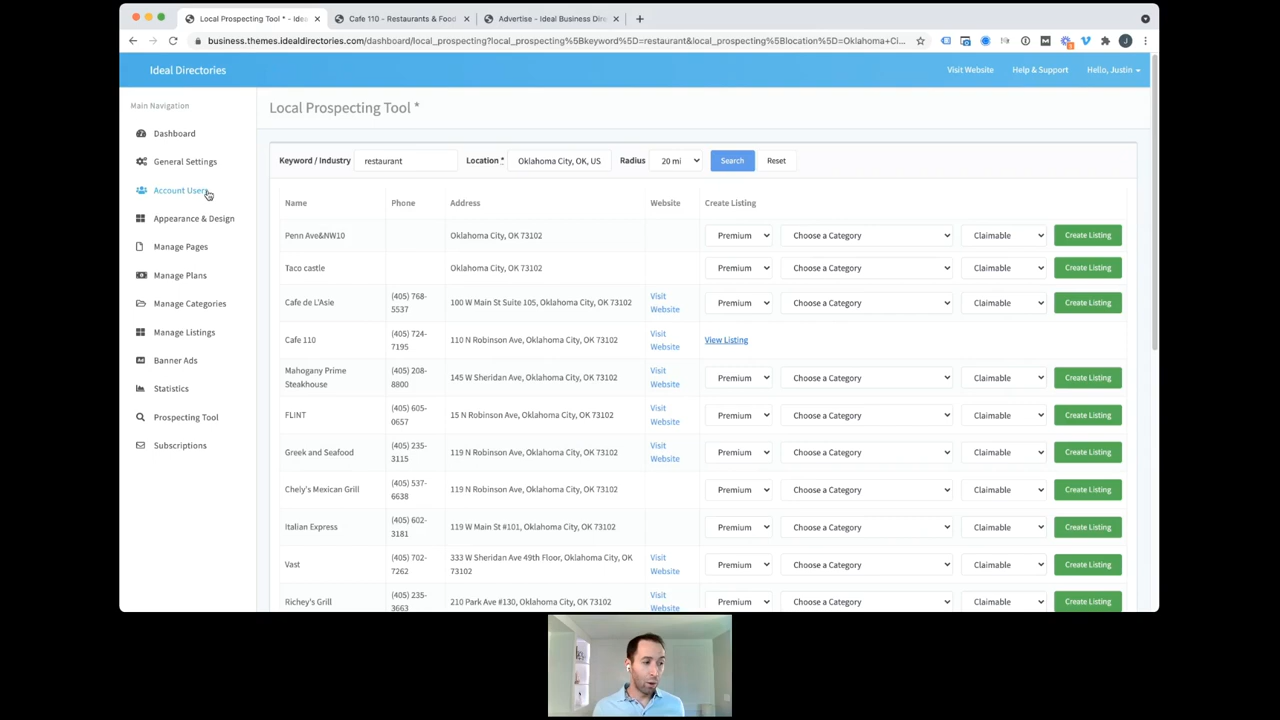 Local Prospecting Tool * - Idea
Cafe 110 - Restaurants & Food
Advertise - Ideal Business Dire
business.themes.idealdirectories.com/dashboard/local_prospecting?local_prospecting%5Bkeyword%5D=restaurant&local_prospecting%5Blocation%5D=Oklahoma+Ci...
Ideal Directories
Visit Website
Help & Support
Hello, Justin
Main Navigation
Dashboard
General Settings
Account Users
Appearance & Design
Manage Pages
Manage Plans
Manage Categories
Manage Listings
Banner Ads
Statistics
Prospecting Tool
Subscriptions
Local Prospecting Tool *
Keyword / Industry restaurant Location * Oklahoma City, OK, US Radius 20 mi Search Reset
Name Phone Address Website Create Listing
Penn Ave&NW10 Oklahoma City, OK 73102 Premium Choose a Category Claimable Create Listing
Taco castle Oklahoma City, OK 73102 Premium Choose a Category Claimable Create Listing
Cafe de L'Asie (405) 768-5537 100 W Main St Suite 105, Oklahoma City, OK 73102 Visit Website Premium Choose a Category Claimable Create Listing
Cafe 110 (405) 724-7195 110 N Robinson Ave, Oklahoma City, OK 73102 Visit Website View Listing
Mahogany Prime Steakhouse (405) 208-8800 145 W Sheridan Ave, Oklahoma City, OK 73102 Visit Website Premium Choose a Category Claimable Create Listing
FLINT (405) 605-0657 15 N Robinson Ave, Oklahoma City, OK 73102 Visit Website Premium Choose a Category Claimable Create Listing
Greek and Seafood (405) 235-3115 119 N Robinson Ave, Oklahoma City, OK 73102 Visit Website Premium Choose a Category Claimable Create Listing
Chely's Mexican Grill (405) 537-6638 119 N Robinson Ave, Oklahoma City, OK 73102 Premium Choose a Category Claimable Create Listing
Italian Express (405) 602-3181 119 W Main St #101, Oklahoma City, OK 73102 Premium Choose a Category Claimable Create Listing
Vast (405) 702-7262 333 W Sheridan Ave 49th Floor, Oklahoma City, OK 73102 Visit Website Premium Choose a Category Claimable Create Listing
Richey's Grill (405) 235-3663 210 Park Ave #130, Oklahoma City, OK 73102 Visit Website Premium Choose a Category Claimable Create Listing